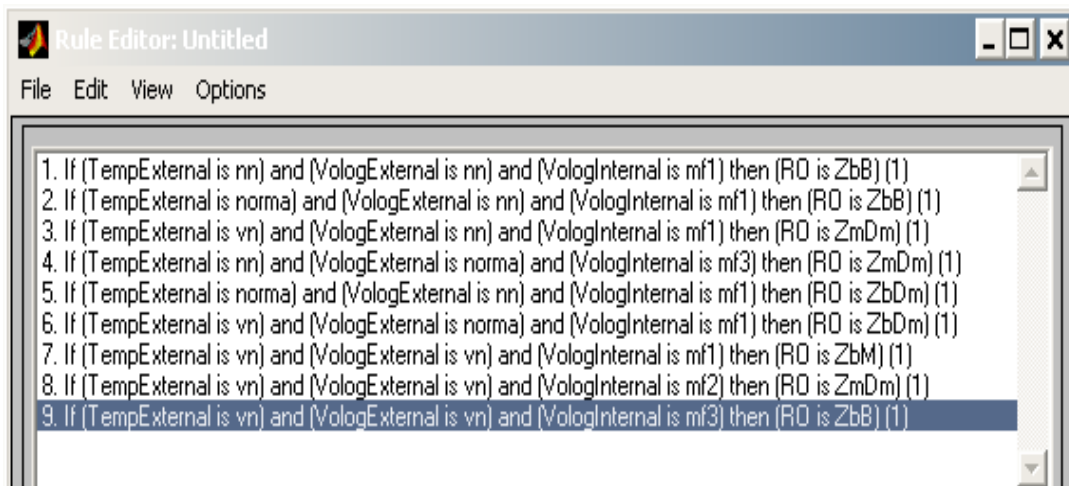 Rule Editor: Untitled
File Edit View Options
1. If (TempExternal is nn) and (VologExternal is nn) and (VologInternal is mf1) then (RO is ZbB) (1)
2. If (TempExternal is norma) and (VologExternal is nn) and (VologInternal is mf1) then (RO is ZbB) (1)
3. If (TempExternal is vn) and (VologExternal is nn) and (VologInternal is mf1) then (RO is ZmDm) (1)
4. If (TempExternal is nn) and (VologExternal is norma) and (VologInternal is mf3) then (RO is ZmDm) (1)
5. If (TempExternal is norma) and (VologExternal is nn) and (VologInternal is mf1) then (RO is ZbDm) (1)
6. If (TempExternal is vn) and (VologExternal is norma) and (VologInternal is mf1) then (RO is ZbDm) (1)
7. If (TempExternal is vn) and (VologExternal is vn) and (VologInternal is mf1) then (RO is ZbM) (1)
8. If (TempExternal is vn) and (VologExternal is vn) and (VologInternal is mf2) then (RO is ZmDm) (1)
9. If (TempExternal is vn) and (VologExternal is vn) and (VologInternal is mf3) then (RO is ZbB) (1)